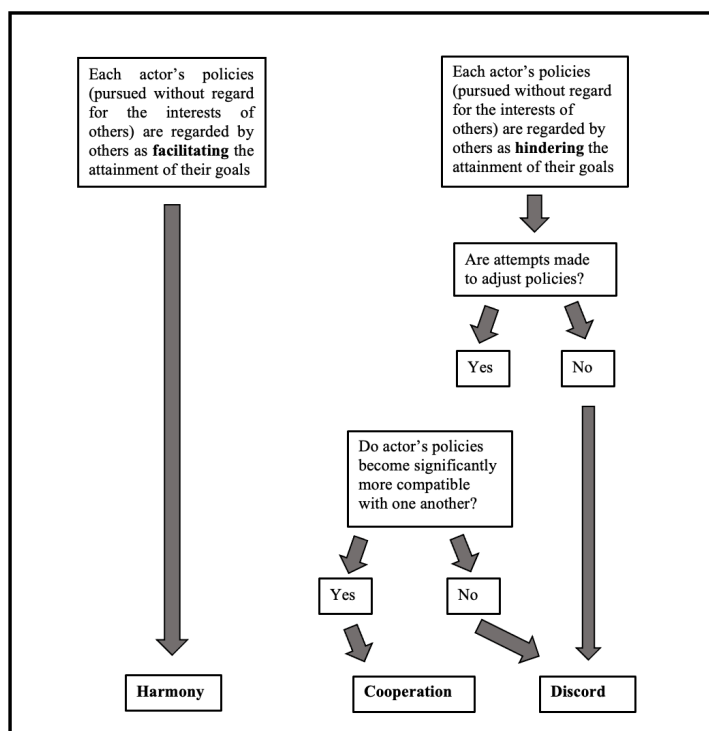 Each actor's policies
(pursued without regard
for the interests of
others) are regarded by
others as facilitating the
attainment of their goals
Each actor's policies
(pursued without regard
for the interests of
others) are regarded by
others as hindering the
attainment of their goals
Are attempts made
to adjust policies?
Yes
No
Do actor's policies
become significantly
more compatible
with one another?
Yes
No
Harmony
Cooperation
Discord